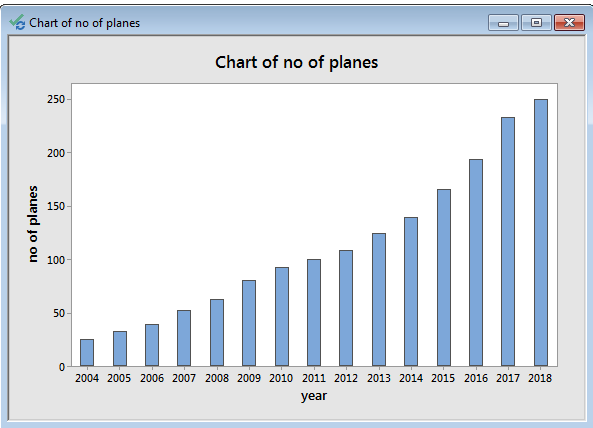 Chart of no of planes
Chart of no of planes
250
200
150
100
50
0
no of planes
2004 2005 2006 2007 2008 2009 2010 2011 2012 2013 2014 2015 2016 2017 2018
year